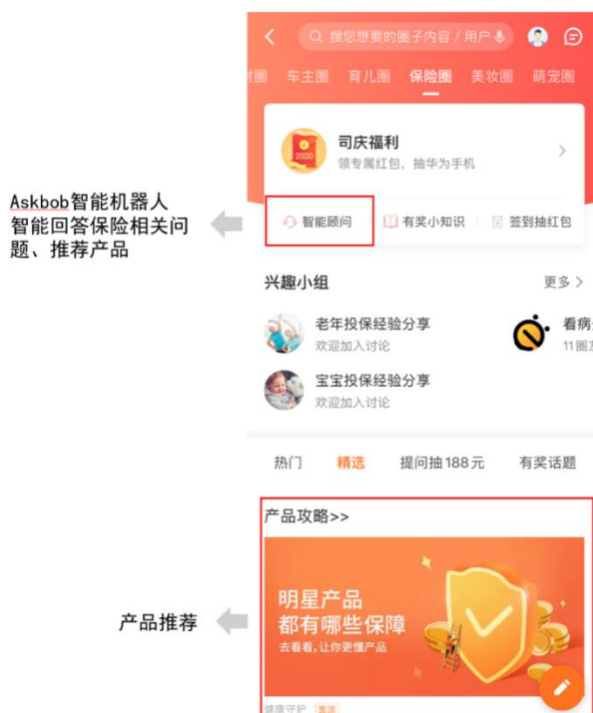 搜您想要的圈子内容 / 用户
车主圈 育儿圈 保险圈 美妆圈 萌宠圈
司庆福利
领专属红包，抽华为手机
2020
智能顾问 有奖小知识 签到抽红包
Askbob智能机器人
智能回答保险相关问
题、推荐产品
兴趣小组 更多
老年投保经验分享
欢迎加入讨论
看病
11圈
宝宝投保经验分享
欢迎加入讨论
热门 精选 提问抽188元 有奖话题
产品攻略>>
明星产品
都有哪些保障
去看看，让你更懂产品
产品推荐
健康守护